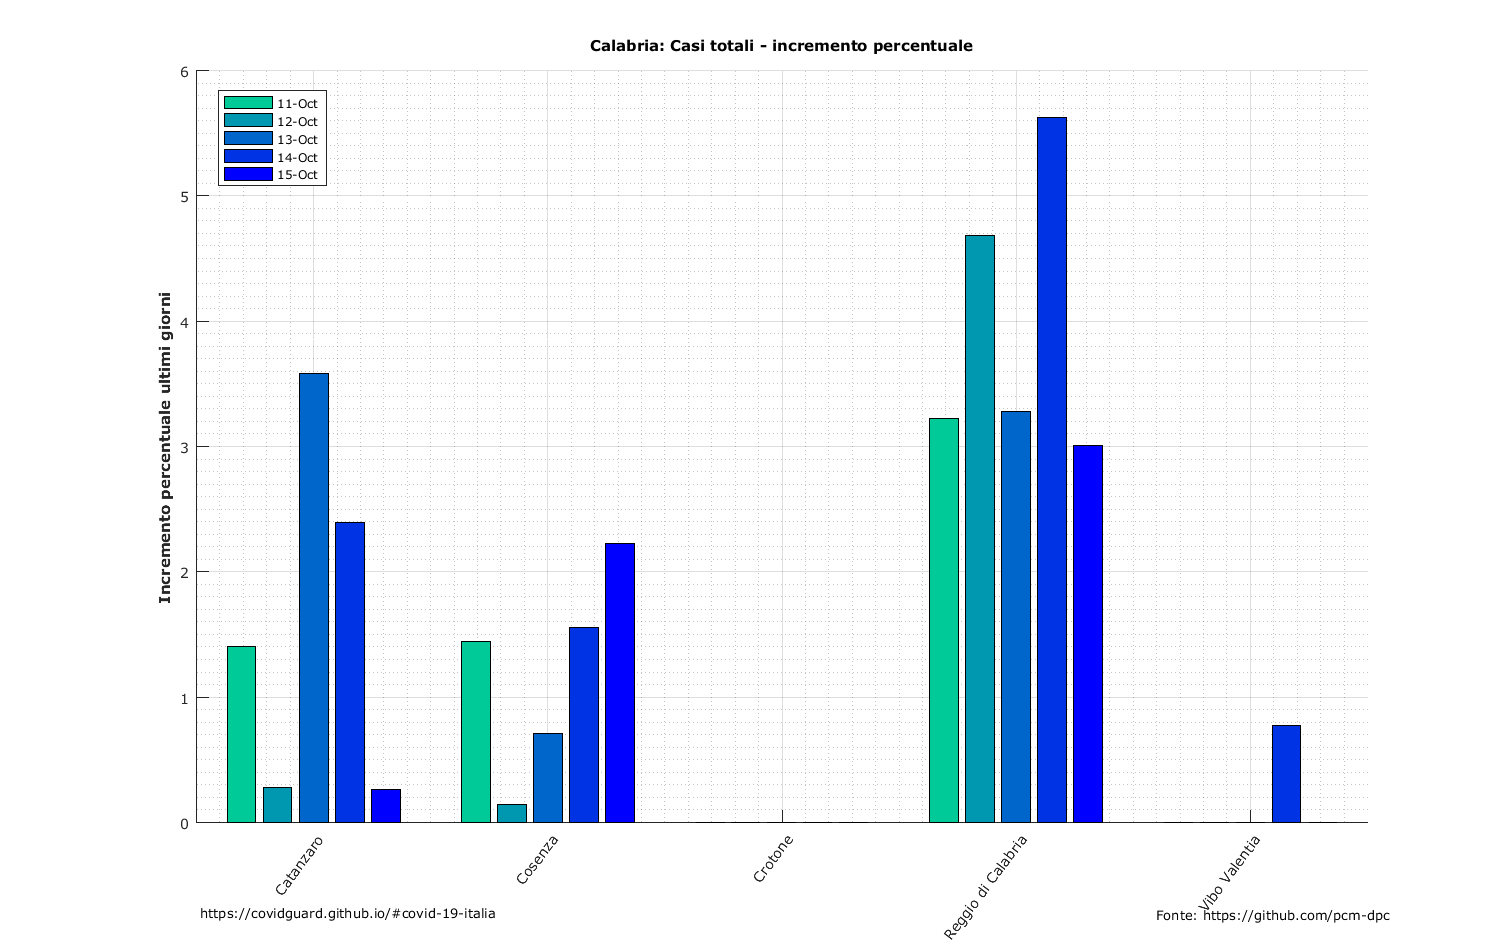 Calabria: Casi totali - incremento percentuale
6
5
4
3
2
1
0
Incremento percentuale ultimi giorni
11-Oct
12-Oct
13-Oct
14-Oct
15-Oct
Catanzaro
Cosenza
Crotone
Reggio di Calabria
Vibo Valentia
https://covidguard.github.io/#covid-19-italia
Fonte: https://github.com/pcm-dpc